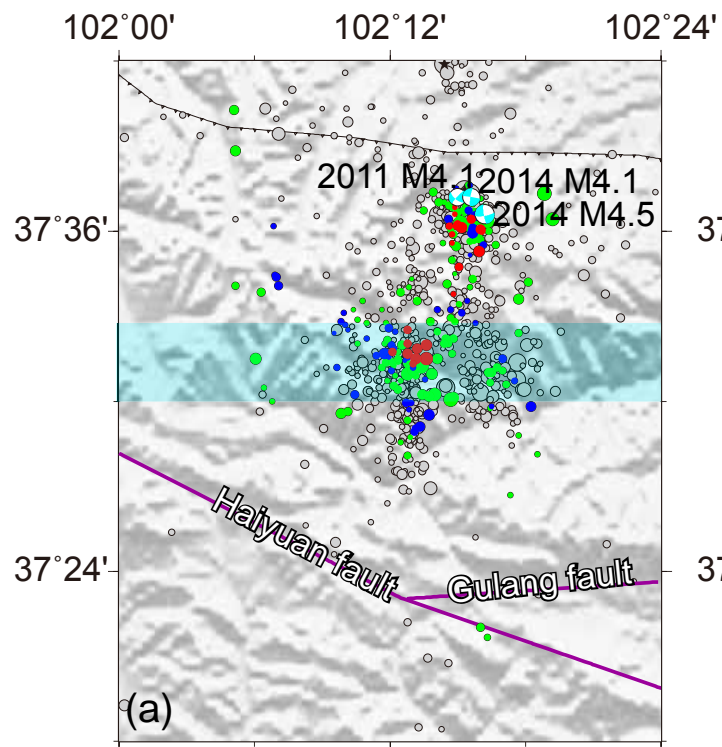 102°00' 102°12' 102°24'
2011 M4.1 2014 M4.1
2014 M4.5
37°36'
37°24'
Haiyuan fault
Gulang fault
(a)